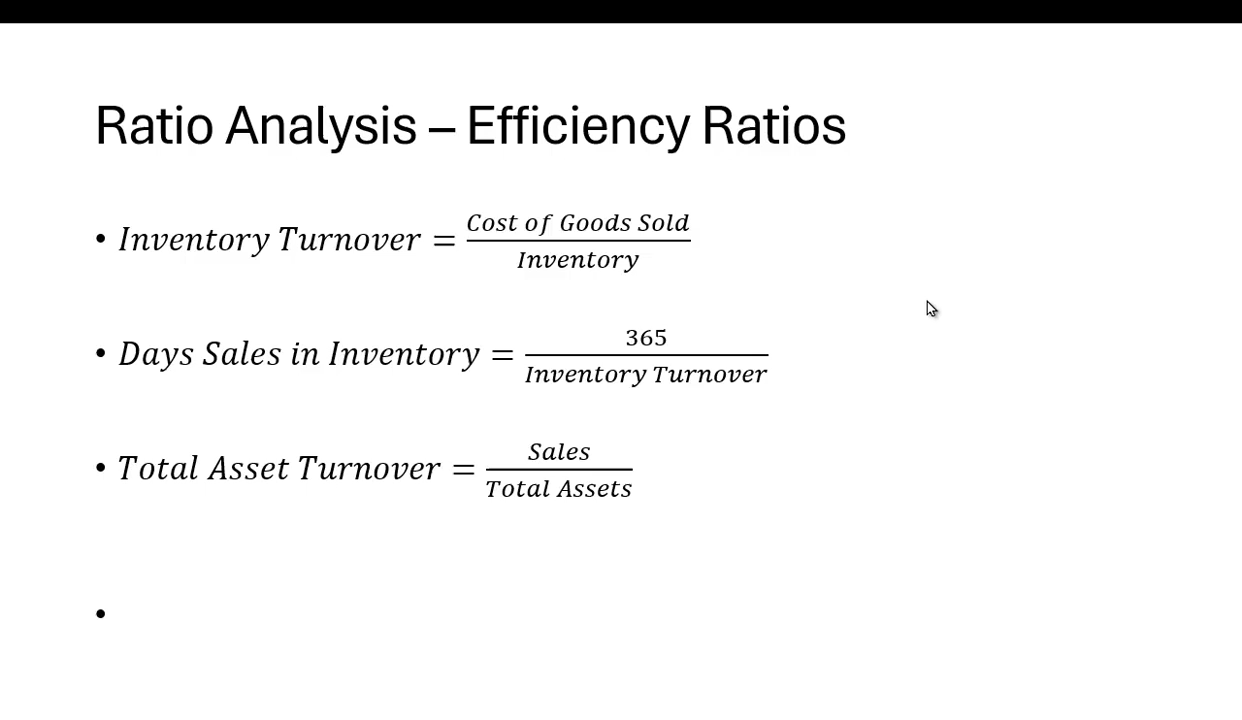 Ratio Analysis – Efficiency Ratios
• Inventory Turnover = Cost of Goods Sold / Inventory
• Days Sales in Inventory = 365 / Inventory Turnover
• Total Asset Turnover = Sales / Total Assets
•